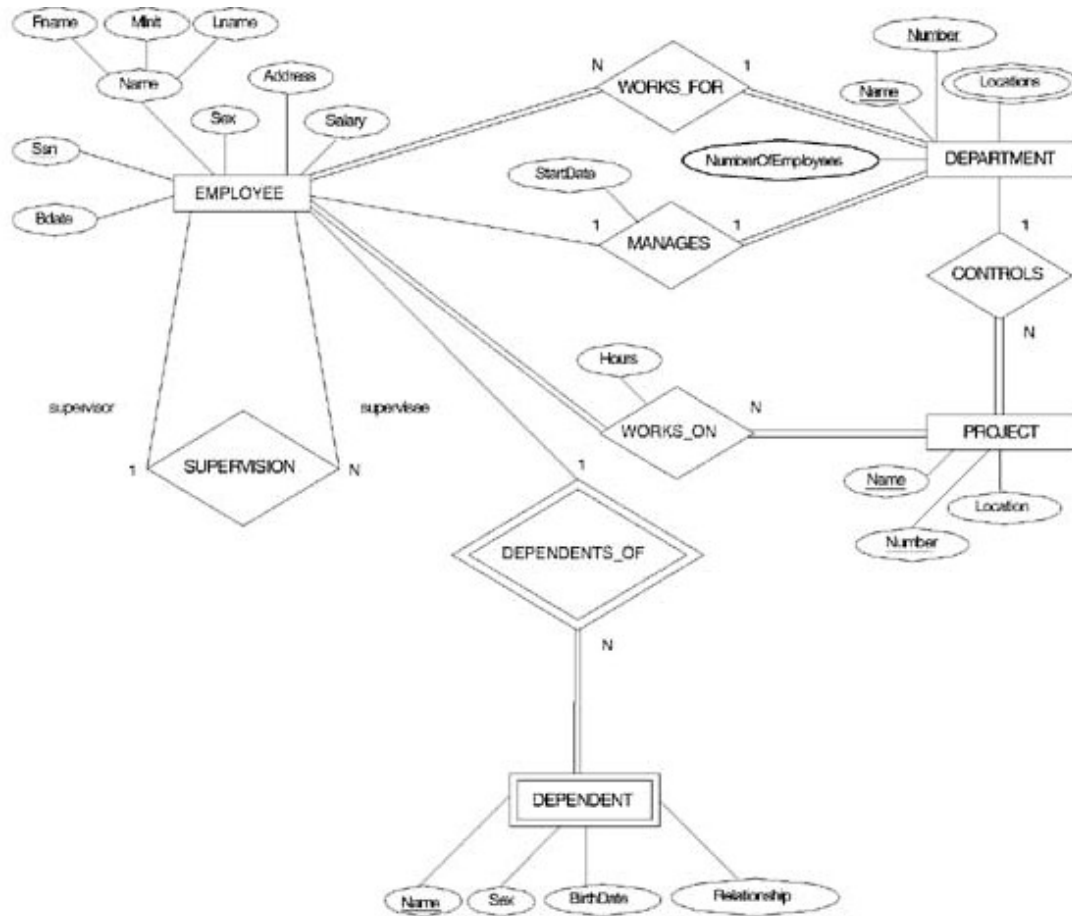 Fname
Minit
Lname
Name
Address
Sex
Salary
Ssn
Bdate
EMPLOYEE
N
WORKS_FOR
1
Number
Name
Locations
NumberOfEmployees
DEPARTMENT
StartDate
1
MANAGES
1
1
CONTROLS
N
supervisor
supervisee
1
SUPERVISION
N
Hours
WORKS_ON
N
PROJECT
Name
Number
Location
1
DEPENDENTS_OF
N
DEPENDENT
Name
Sex
BirthDate
Relationship